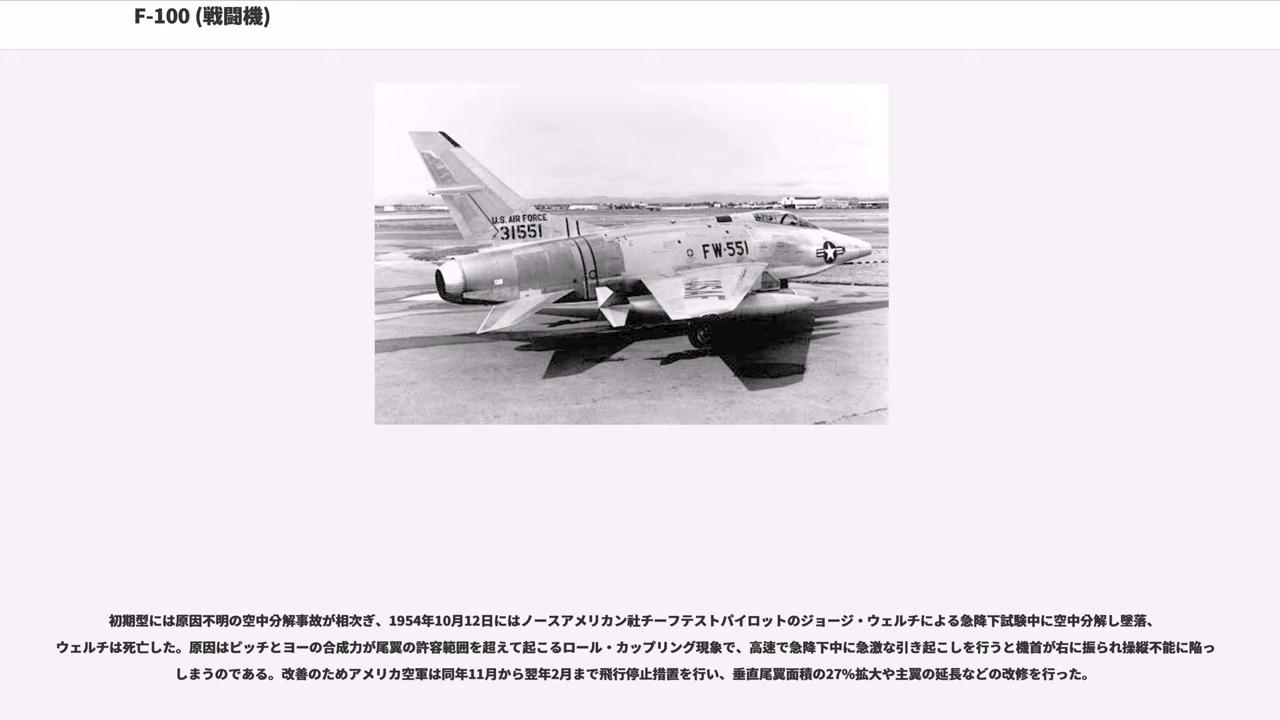 F-100 (戦闘機)
U.S. AIR FORCE
31551
FW-551
USAF
初期型には原因不明の空中分解事故が相次ぎ、1954年10月12日にはノースアメリカン社チーフテストパイロットのジョージ・ウェルチによる急降下試験中に空中分解し墜落、
ウェルチは死亡した。原因はピッチとヨーの合成力が尾翼の許容範囲を超えて起こるロール・カップリング現象で、高速で急降下中に急激な引き起こしを行うと機首が右に振られ操縦不能に陥っ
しまうのである。改善のためアメリカ空軍は同年11月から翌年2月まで飛行停止措置を行い、垂直尾翼面積の27%拡大や主翼の延長などの改修を行った。